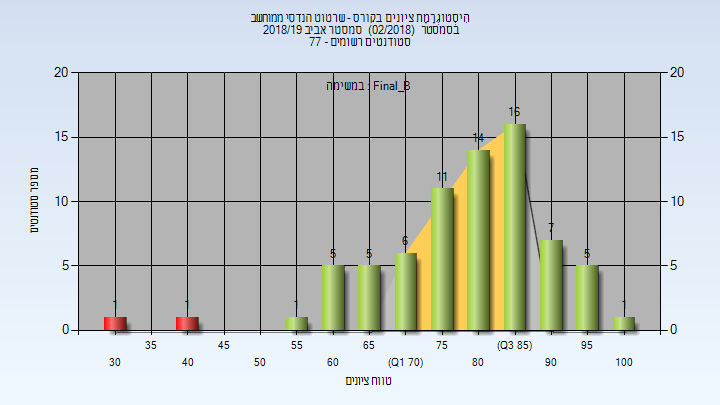 היסטוגרמת ציונים בקורס - שרטוט הנדסי ממוחשב
בסמסטר (02/2018) סמסטר אביב 2018/19
סטודנטים רשומים - 77
במשימה : Final_B
מספר סטודנטים
20 20
15 15
10 10
5 5
0 0
1 1 1 5 5 6 11 14 16 7 5 1
35 45 55 65 75 (Q3 85) 95
30 40 50 60 (Q1 70) 80 90 100
טווח ציונים